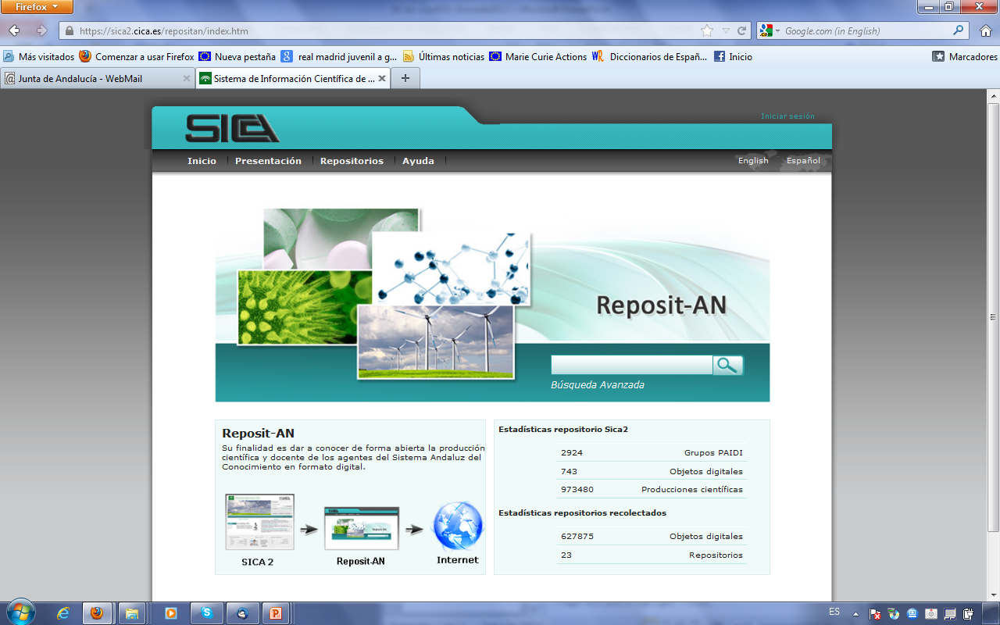 Firefox
https://sica2.cica.es/repositan/index.htm
Google.com (in English)
Más visitados
Comenzar a usar Firefox
Nueva pestaña
real madrid juvenil a g...
Últimas noticias
Marie Curie Actions
Diccionarios de Españ...
Inicio
Marcadores
Junta de Andalucía - WebMail
Sistema de Información Científica de ...
SICA
Iniciar sesión
Inicio
Presentación
Repositorios
Ayuda
English
Español
Reposit-AN
Búsqueda Avanzada
Reposit-AN
Su finalidad es dar a conocer de forma abierta la producción
científica y docente de los agentes del Sistema Andaluz del
Conocimiento en formato digital.
SICA 2
Reposit-AN
Internet
Estadísticas repositorio Sica2
2924 Grupos PAIDI
743 Objetos digitales
973480 Producciones científicas
Estadísticas repositorios recolectados
627875 Objetos digitales
23 Repositorios
ES